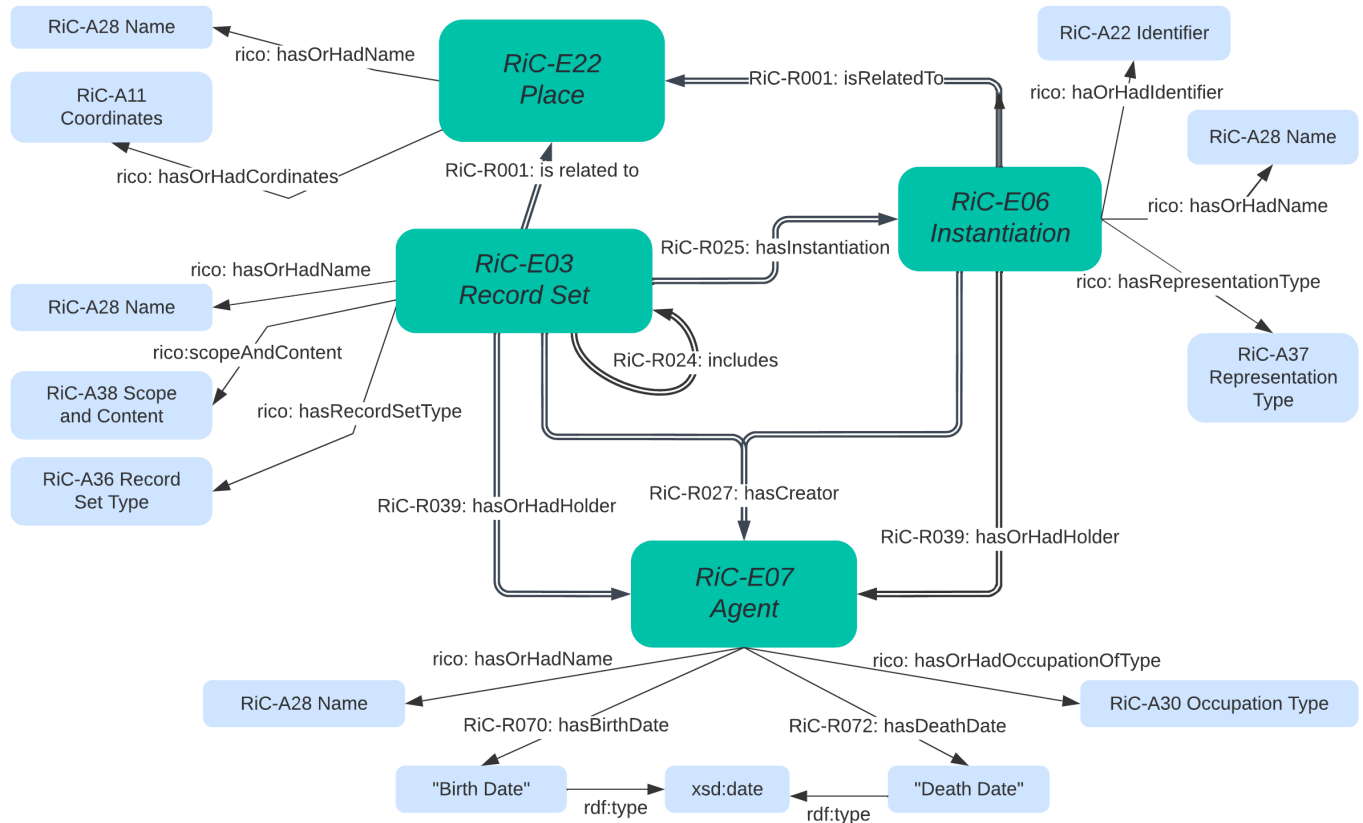 RiC-A28 Name
rico: hasOrHadName
RiC-E22
Place
RiC-R001: isRelatedTo
RiC-A22 Identifier
rico: haOrHadIdentifier
RiC-A11
Coordinates
rico: hasOrHadCordinates
RiC-R001: is related to
RiC-A28 Name
rico: hasOrHadName
RiC-E06
Instantiation
RiC-R025: hasInstantiation
rico: hasRepresentationType
RiC-A37
Representation
Type
RiC-E03
Record Set
rico: hasOrHadName
RiC-A28 Name
rico:scopeAndContent
RiC-A38 Scope
and Content
RiC-R024: includes
rico: hasRecordSetType
RiC-A36 Record
Set Type
RiC-R039: hasOrHadHolder
RiC-R027: hasCreator
RiC-R039: hasOrHadHolder
RiC-E07
Agent
rico: hasOrHadName
rico: hasOrHadOccupationOfType
RiC-A28 Name
RiC-A30 Occupation Type
RiC-R070: hasBirthDate
RiC-R072: hasDeathDate
"Birth Date"
xsd:date
"Death Date"
rdf:type
rdf:type